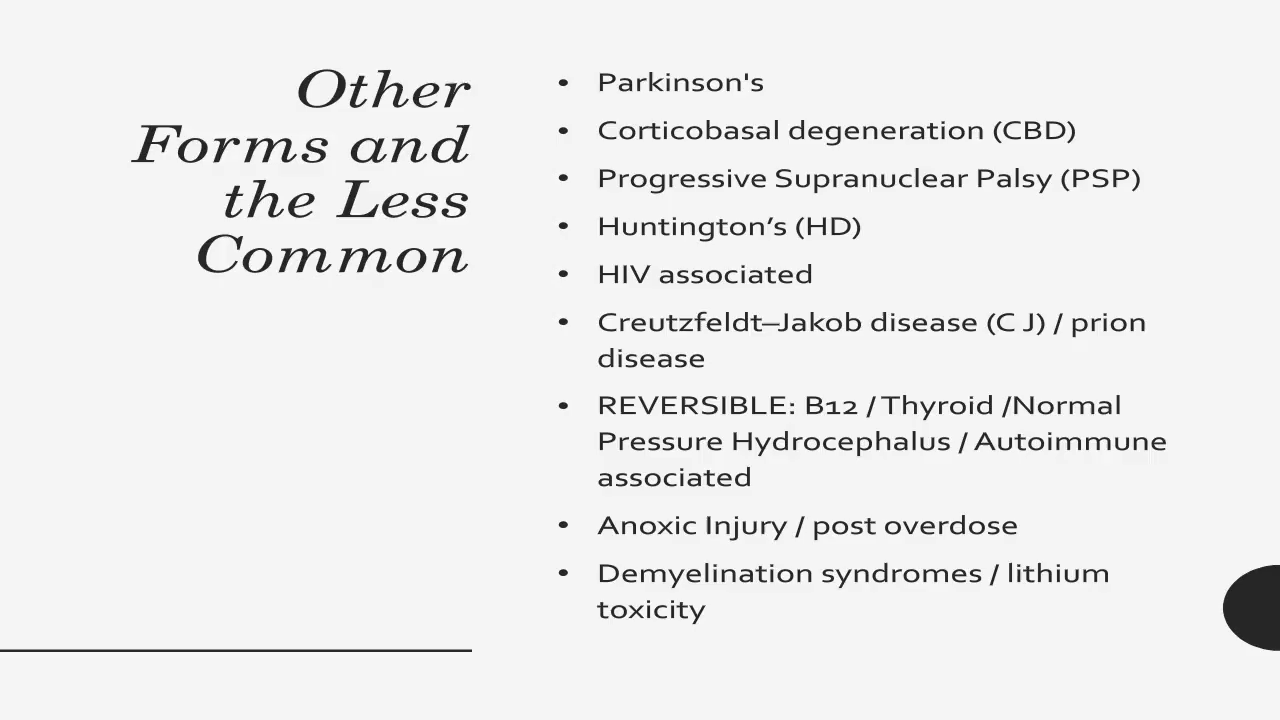 Other
Forms and
the Less
Common
• Parkinson's
• Corticobasal degeneration (CBD)
• Progressive Supranuclear Palsy (PSP)
• Huntington’s (HD)
• HIV associated
• Creutzfeldt–Jakob disease (C J) / prion
disease
• REVERSIBLE: B12 / Thyroid /Normal
Pressure Hydrocephalus / Autoimmune
associated
• Anoxic Injury / post overdose
• Demyelination syndromes / lithium
toxicity